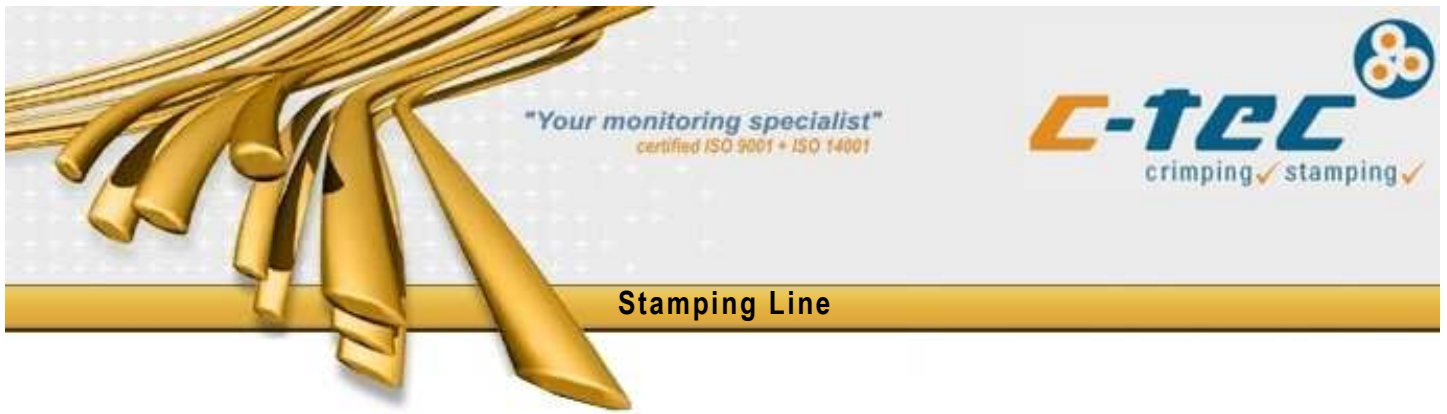 "Your monitoring specialist"
certified ISO 9001 + ISO 14001
c-tec
crimping✓ stamping✓
Stamping Line